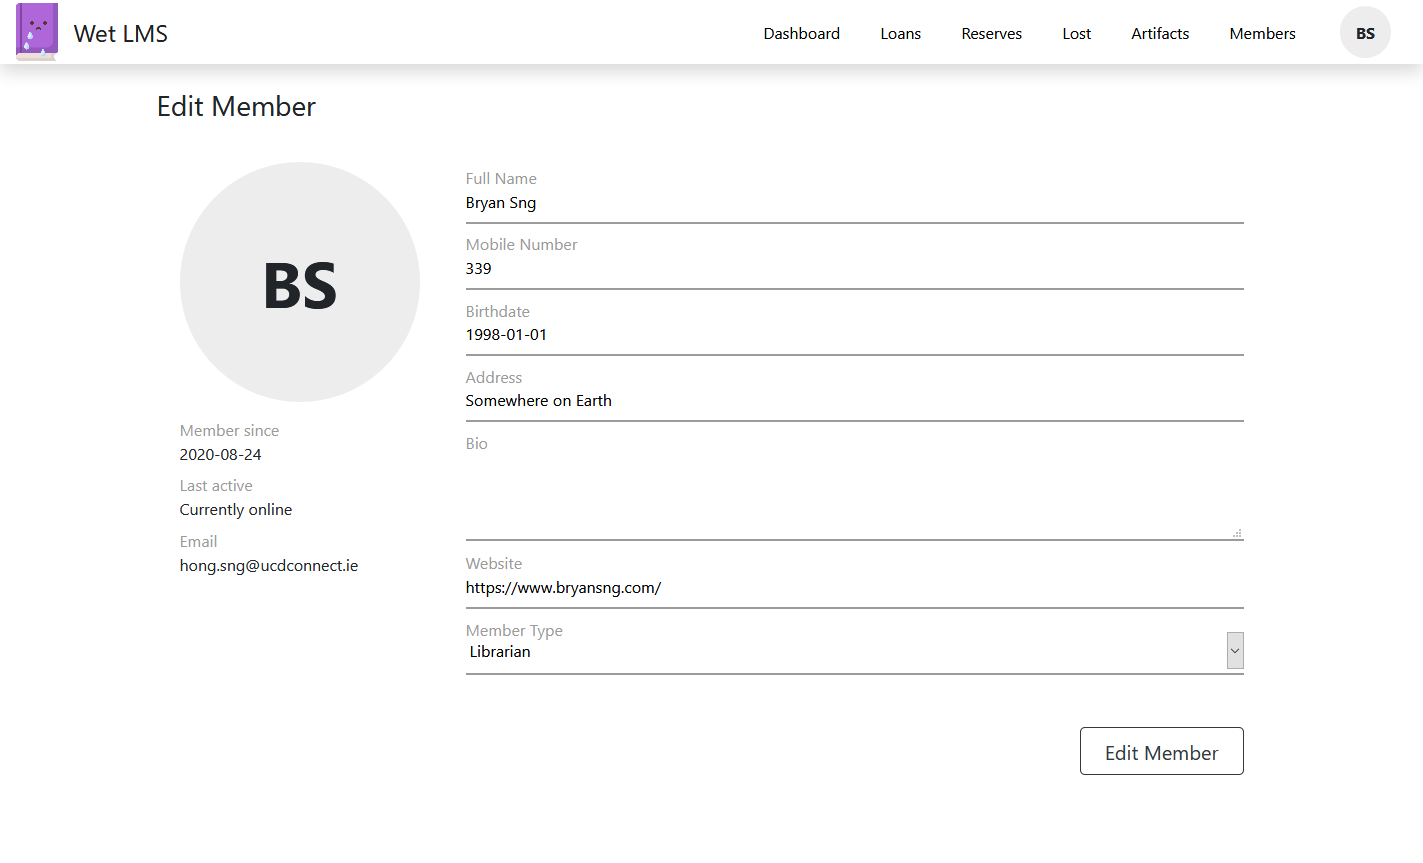 Wet LMS
Dashboard Loans Reserves Lost Artifacts Members BS
Edit Member
BS
Member since
2020-08-24
Last active
Currently online
Email
hong.sng@ucdconnect.ie
Full Name
Bryan Sng
Mobile Number
339
Birthdate
1998-01-01
Address
Somewhere on Earth
Bio
Website
https://www.bryansng.com/
Member Type
Librarian
Edit Member